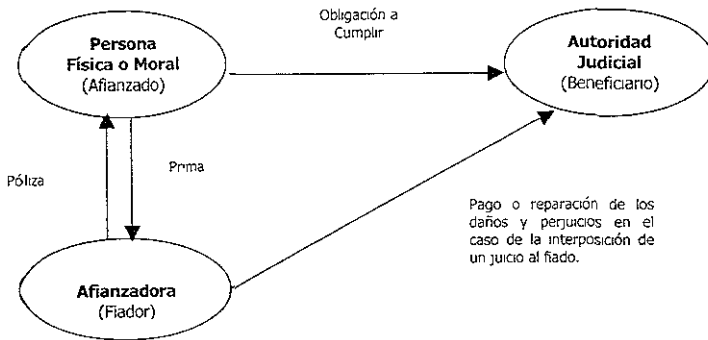 Obligación a
Cumplir
Persona
Física o Moral
(Afianzado)
Autoridad
Judicial
(Beneficiario)
Póliza
Prima
Pago o reparación de los
daños y perjuicios en el
caso de la interposición de
un juicio al fiado.
Afianzadora
(Fiador)